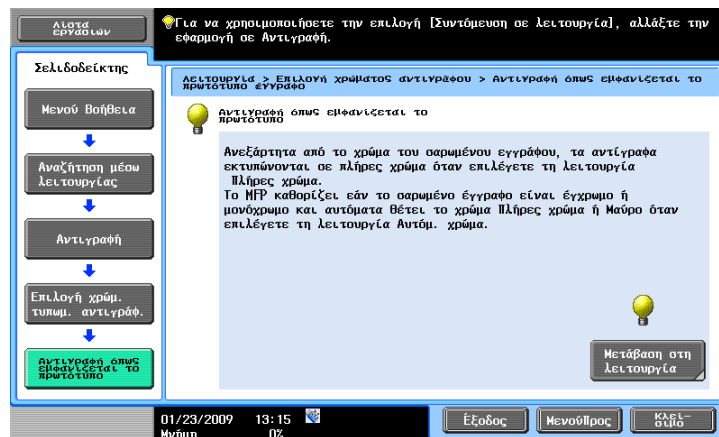 Λίστα
εργασιών
Για να χρησιμοποιήσετε την επιλογή [Συντόμευση σε λειτουργία], αλλάξτε την
εφαρμογή σε Αντιγραφή.
Σελιδοδείκτης
Μενού Βοήθεια
Αναζήτηση μέσω
λειτουργίας
Αντιγραφή
Επιλογή χρώμ.
τυπωμ. αντιγράφ.
Αντιγραφή όπως
εμφανίζεται το
πρωτότυπο
Λειτουργία > Επιλογή χρώματος αντιγράφου > Αντιγραφή όπως εμφανίζεται το
πρωτότυπο έγγραφο
Αντιγραφή όπως εμφανίζεται το
πρωτότυπο
Ανεξάρτητα από το χρώμα του σαρωμένου εγγράφου, τα αντίγραφα
εκτυπώνονται σε πλήρες χρώμα όταν επιλέγετε τη λειτουργία
Πλήρες χρώμα.
Το MFP καθορίζει εάν το σαρωμένο έγγραφο είναι έγχρωμο ή
μονόχρωμο και αυτόματα θέτει το χρώμα Πλήρες χρώμα ή Μαύρο όταν
επιλέγετε τη λειτουργία Αυτόμ. χρώμα.
Μετάβαση στη
λειτουργία
01/23/2009 13:15
Μνήμη 0%
Έξοδος
ΜενούΠρος
Κλεί-
σιμο